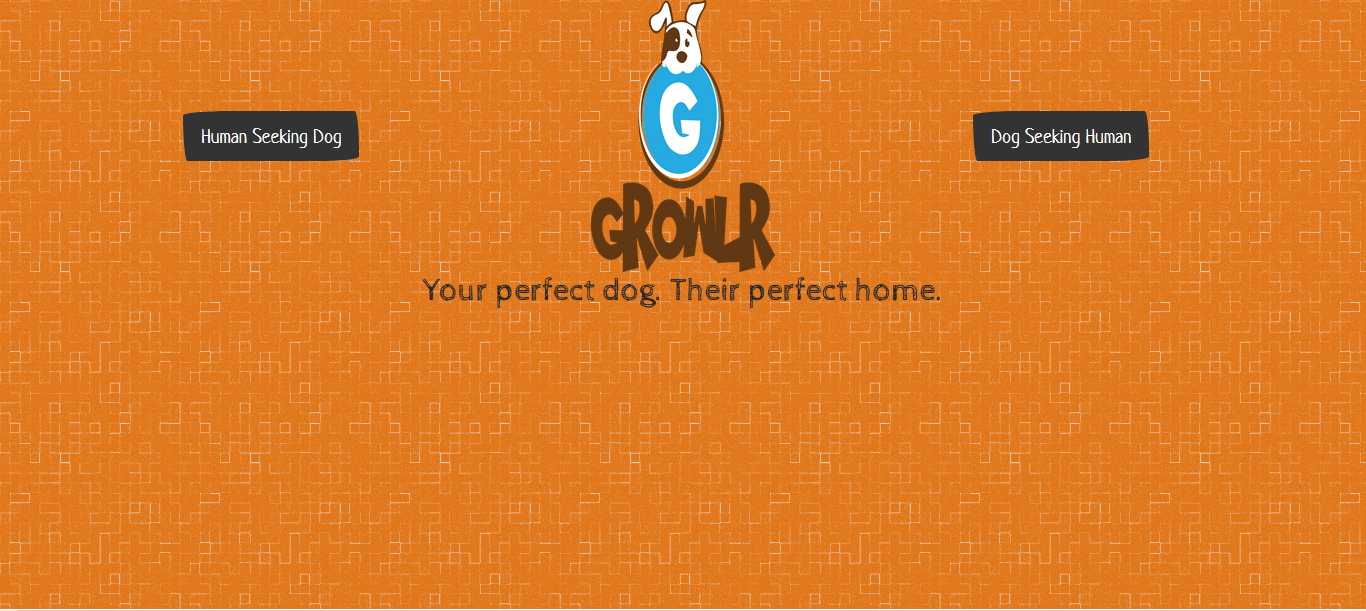 G
Human Seeking Dog
Dog Seeking Human
GROWLR
Your perfect dog. Their perfect home.